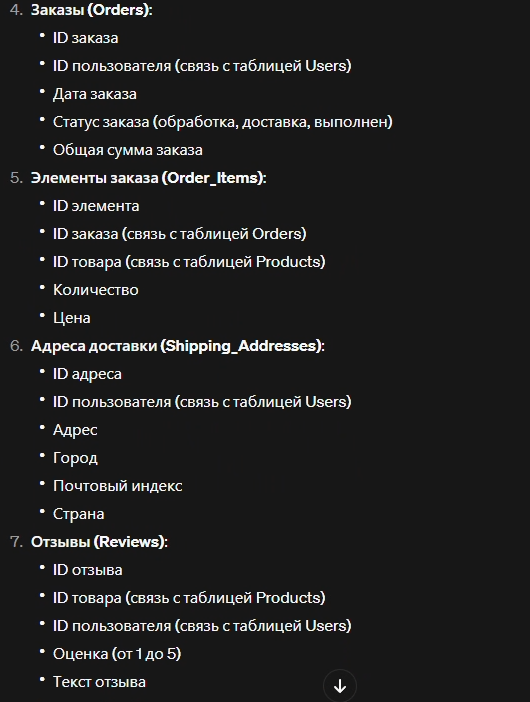 4. Заказы (Orders):
• ID заказа
• ID пользователя (связь с таблицей Users)
• Дата заказа
• Статус заказа (обработка, доставка, выполнен)
• Общая сумма заказа
5. Элементы заказа (Order_Items):
• ID элемента
• ID заказа (связь с таблицей Orders)
• ID товара (связь с таблицей Products)
• Количество
• Цена
6. Адреса доставки (Shipping_Addresses):
• ID адреса
• ID пользователя (связь с таблицей Users)
• Адрес
• Город
• Почтовый индекс
• Страна
7. Отзывы (Reviews):
• ID отзыва
• ID товара (связь с таблицей Products)
• ID пользователя (связь с таблицей Users)
• Оценка (от 1 до 5)
• Текст отзыва